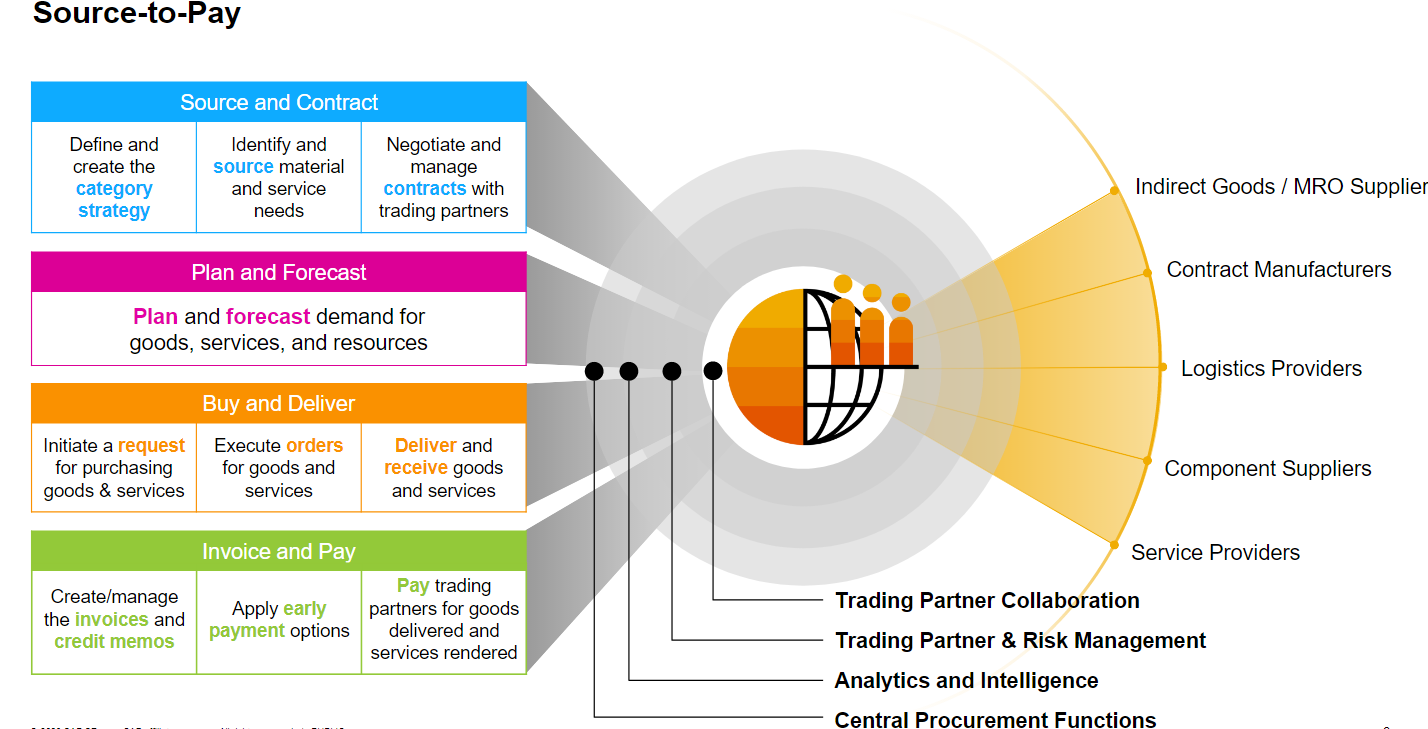 Source-to-Pay
Source and Contract
Define and
create the
category
strategy
Identify and
source material
and service
needs
Negotiate and
manage
contracts with
trading partners
Plan and Forecast
Plan and forecast demand for
goods, services, and resources
Buy and Deliver
Initiate a request
for purchasing
goods & services
Execute orders
for goods and
services
Deliver and
receive goods
and services
Invoice and Pay
Create/manage
the invoices and
credit memos
Apply early
payment options
Pay trading
partners for goods
delivered and
services rendered
Indirect Goods / MRO Supplier
Contract Manufacturers
Logistics Providers
Component Suppliers
Service Providers
Trading Partner Collaboration
Trading Partner & Risk Management
Analytics and Intelligence
Central Procurement Functions